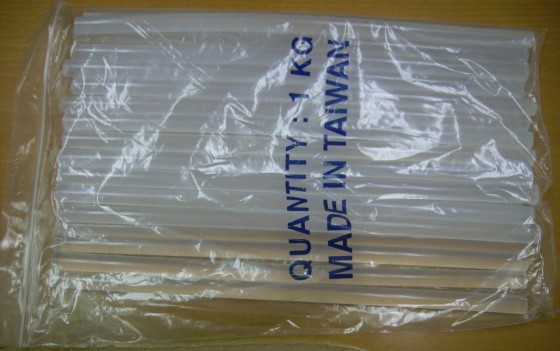 QUANTITY : 1 KG
MADE IN TAIWAN